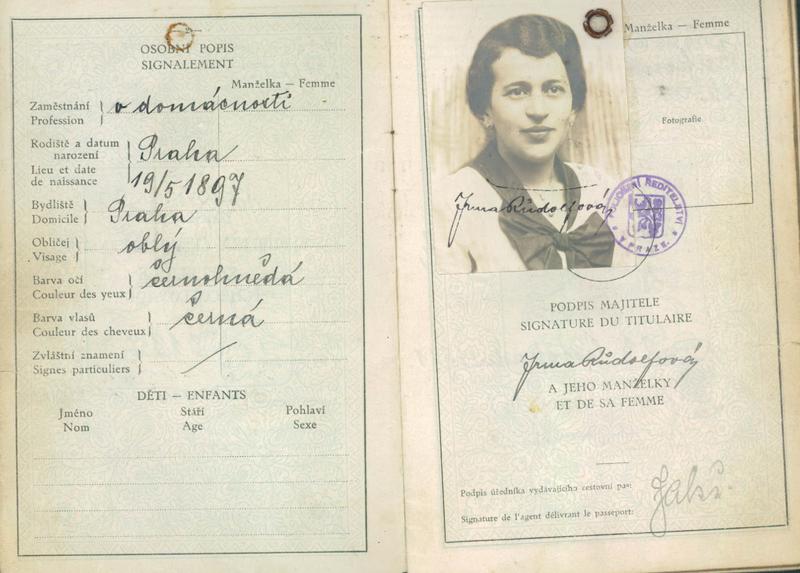 OSOBNÍ POPIS
SIGNALEMENT
Manželka — Femme
Zaměstnání
Profession
v domácnosti
Rodiště a datum
narození
Lieu et date
de naissance
Praha
19/5 1897
Bydliště
Domicile
Praha
Obličej
Visage
oblý
Barva očí
Couleur des yeux
černohnědá
Barva vlasů
Couleur des cheveux
černá
Zvláštní znamení
Signes particuliers
DĚTI — ENFANTS
Jméno Stáří Pohlaví
Nom Age Sexe
Manželka — Femme
Fotografie
Irma Růdolfová
ŘEDITELSTVÍ
V PRAZE
PODPIS MAJITELE
SIGNATURE DU TITULAIRE
Irma Růdolfová
A JEHO MANŽELKY
ET DE SA FEMME
Podpis úředníka vydávajícího cestovní pas:
Signature de l'agent délivrant le passeport: